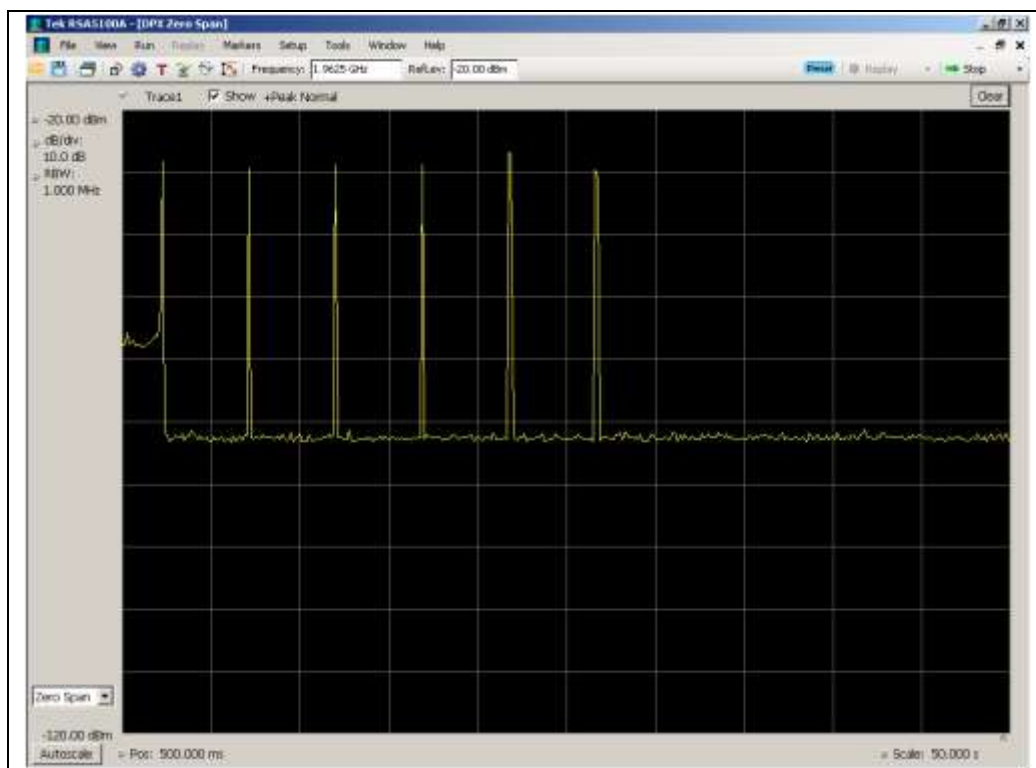 Tek RSA5100A - [DPX Zero Span]
File View Run Replay Markers Setup Tools Window Help
Frequency: 1.9625 GHz RefLev: -20.00 dBm Replay Stop
Trace1 Show +Peak Normal Clear
-20.00 dBm
dB/div:
10.0 dB
RBW:
1.000 MHz
Zero Span
-120.00 dBm
Autoscale Pos: 500.000 ms Scale: 50.000 s